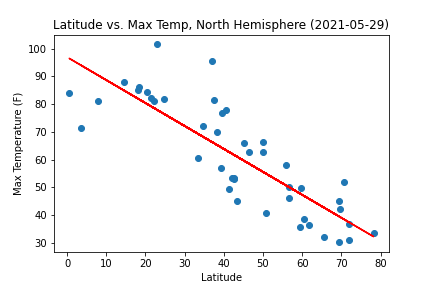 Latitude vs. Max Temp, North Hemisphere (2021-05-29)
100
90
80
70
60
50
40
30
Max Temperature (F)
0 10 20 30 40 50 60 70 80
Latitude